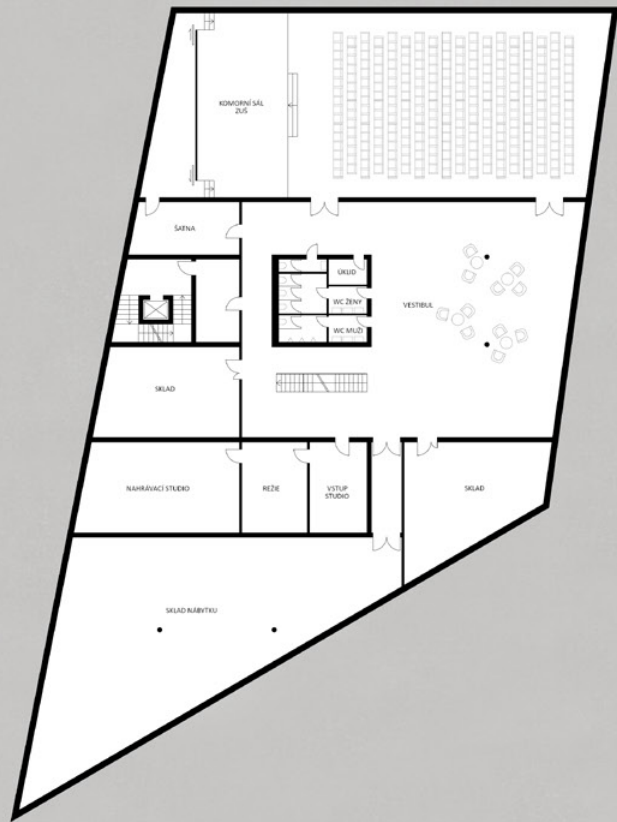 KOMORNÍ SÁL
ZUŠ
ŠATNA
ÚKLID
WC ŽENY
VESTIBUL
WC MUŽI
SKLAD
NAHRÁVACÍ STUDIO
REŽIE
VSTUP
STUDIO
SKLAD
SKLAD NÁBYTKU